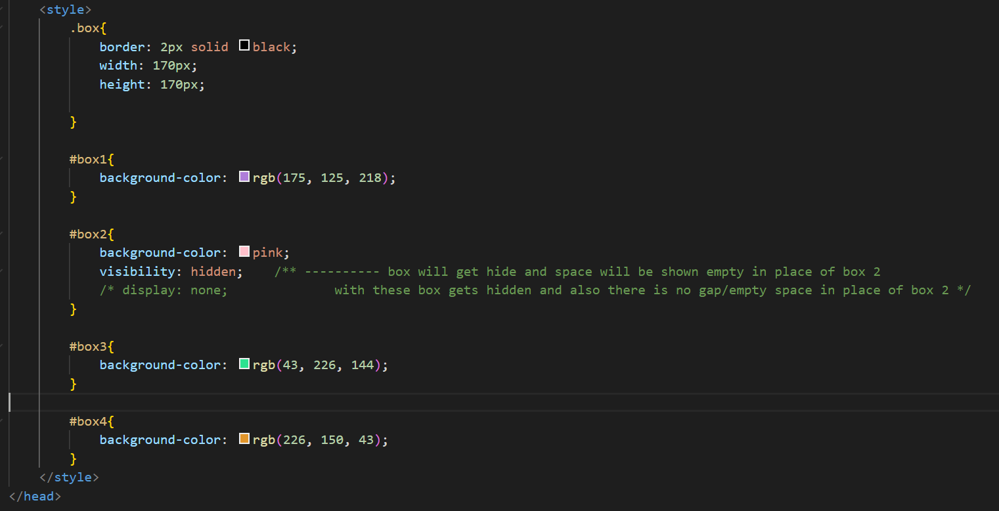 <style>
.box{
border: 2px solid black;
width: 170px;
height: 170px;
}
#box1{
background-color: rgb(175, 125, 218);
}
#box2{
background-color: pink;
visibility: hidden;    /** ---------- box will get hide and space will be shown empty in place of box 2
/* display: none;              with these box gets hidden and also there is no gap/empty space in place of box 2 */
}
#box3{
background-color: rgb(43, 226, 144);
}
#box4{
background-color: rgb(226, 150, 43);
}
</style>
</head>